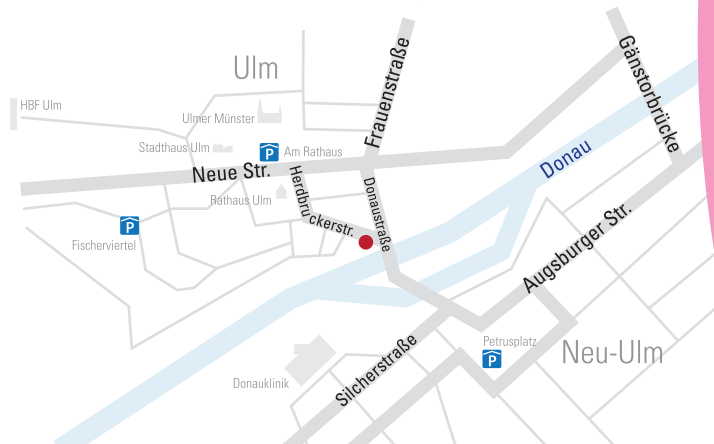 Ulm
Frauenstraße
Gänstorbrücke
HBF Ulm
Ulmer Münster
Stadthaus Ulm
P
Am Rathaus
Donau
Neue Str.
Herdbruckerstr.
Donaustraße
Rathaus Ulm
P
Fischerviertel
Augsburger Str.
Petrusplatz
P
Neu-Ulm
Silcherstraße
Donauklinik